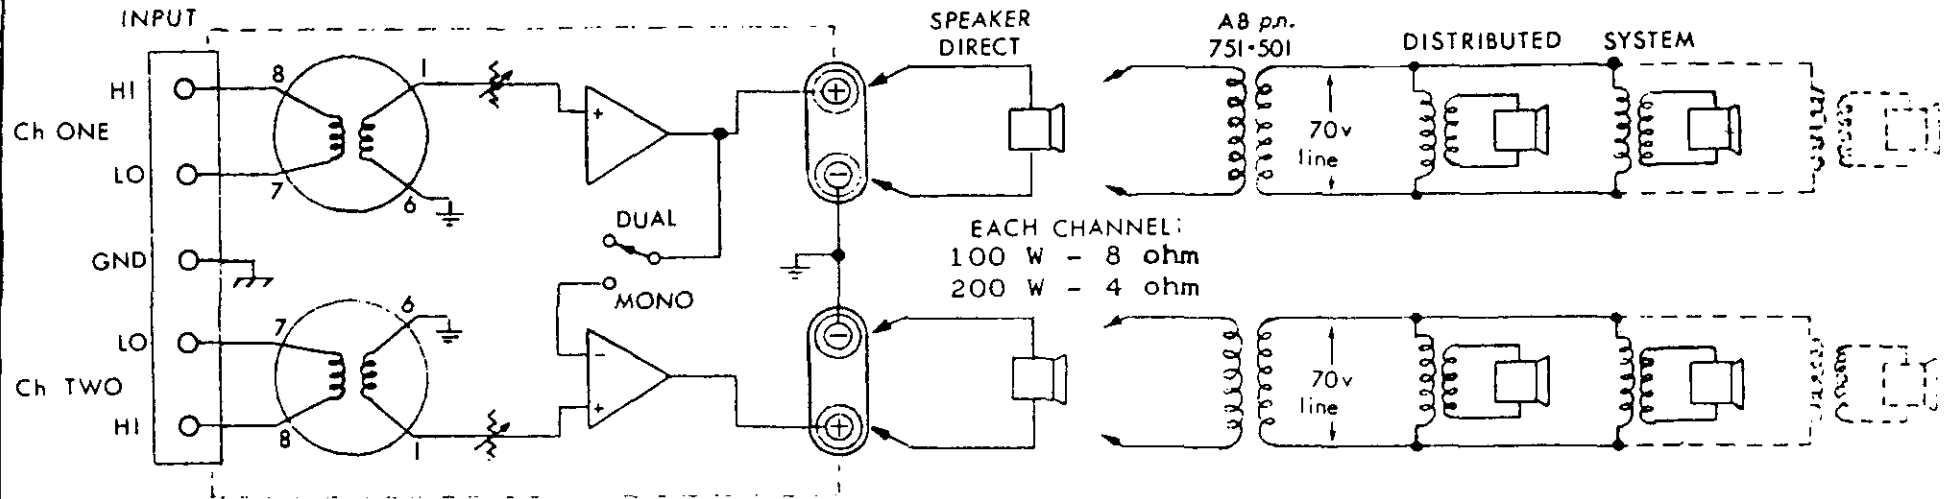 INPUT
SPEAKER
DIRECT
A8 p.n.
751-501
DISTRIBUTED SYSTEM
HI
8
1
+
+
Ch ONE
70v
line
LO
7
6
−
DUAL
EACH CHANNEL:
100 W - 8 ohm
200 W - 4 ohm
GND
MONO
LO
7
6
−
−
Ch TWO
70v
line
HI
8
1
+
+